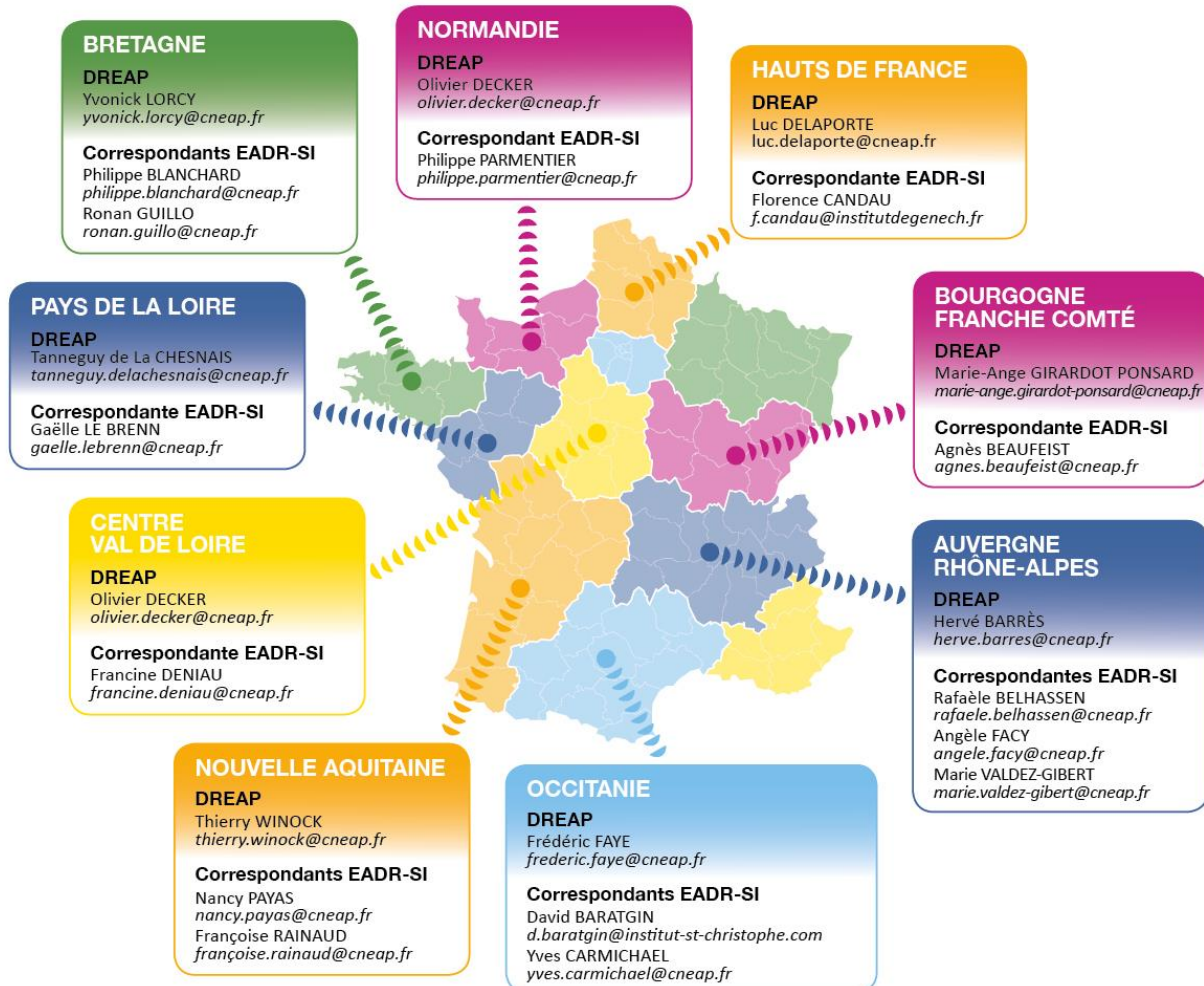 BRETAGNE
DREAP
Yvonick LORCY
yvonick.lorcy@cneap.fr
Correspondants EADR-SI
Philippe BLANCHARD
philippe.blanchard@cneap.fr
Ronan GUILLO
ronan.guillo@cneap.fr
NORMANDIE
DREAP
Olivier DECKER
olivier.decker@cneap.fr
Correspondant EADR-SI
Philippe PARMENTIER
philippe.parmentier@cneap.fr
HAUTS DE FRANCE
DREAP
Luc DELAPORTE
luc.delaporte@cneap.fr
Correspondante EADR-SI
Florence CANDAU
f.candau@institutdegenech.fr
PAYS DE LA LOIRE
DREAP
Tanneguy de La CHESNAIS
tanneguy.delachesnais@cneap.fr
Correspondante EADR-SI
Gaëlle LE BRENN
gaelle.lebrenn@cneap.fr
BOURGOGNE
FRANCHE COMTÉ
DREAP
Marie-Ange GIRARDOT PONSARD
marie-ange.girardot-ponsard@cneap.fr
Correspondante EADR-SI
Agnès BEAUFEIST
agnes.beaufeist@cneap.fr
CENTRE
VAL DE LOIRE
DREAP
Olivier DECKER
olivier.decker@cneap.fr
Correspondante EADR-SI
Francine DENIAU
francine.deniau@cneap.fr
AUVERGNE
RHÔNE-ALPES
DREAP
Hervé BARRÈS
herve.barres@cneap.fr
Correspondantes EADR-SI
Rafaèle BELHASSEN
rafaele.belhassen@cneap.fr
Angèle FACY
angele.facy@cneap.fr
Marie VALDEZ-GIBERT
marie.valdez-gibert@cneap.fr
NOUVELLE AQUITAINE
DREAP
Thierry WINOCK
thierry.winock@cneap.fr
Correspondants EADR-SI
Nancy PAYAS
nancy.payas@cneap.fr
Françoise RAINAUD
françoise.rainaud@cneap.fr
OCCITANIE
DREAP
Frédéric FAYE
frederic.faye@cneap.fr
Correspondants EADR-SI
David BARATGIN
d.baratgin@institut-st-christophe.com
Yves CARMICHAEL
yves.carmichael@cneap.fr